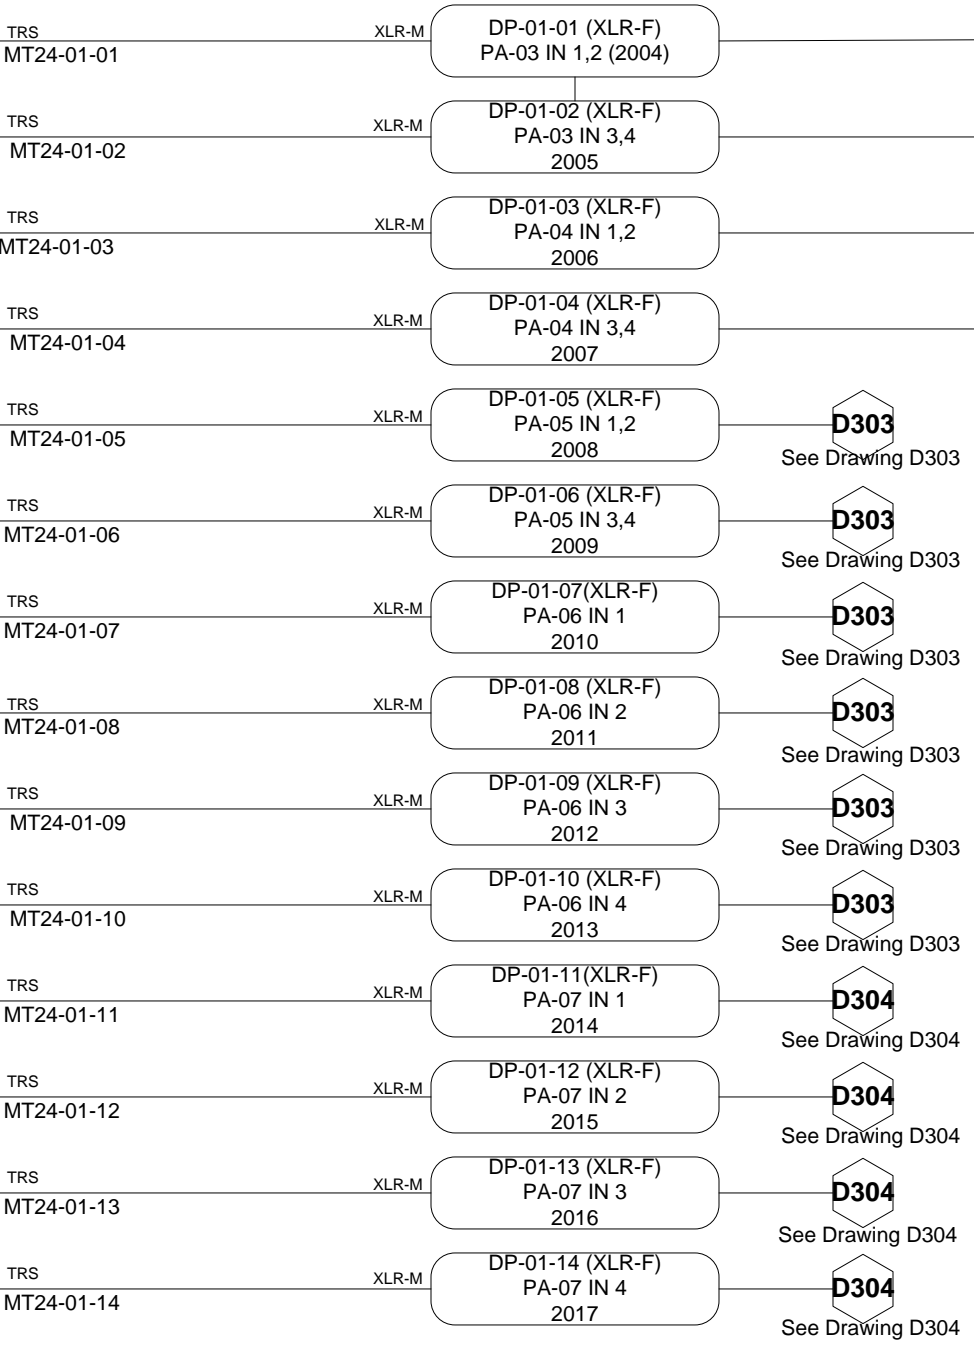 TRS
XLR-M
MT24-01-01
DP-01-01 (XLR-F)
PA-03 IN 1,2 (2004)
TRS
XLR-M
MT24-01-02
DP-01-02 (XLR-F)
PA-03 IN 3,4
2005
TRS
XLR-M
MT24-01-03
DP-01-03 (XLR-F)
PA-04 IN 1,2
2006
TRS
XLR-M
MT24-01-04
DP-01-04 (XLR-F)
PA-04 IN 3,4
2007
TRS
XLR-M
MT24-01-05
DP-01-05 (XLR-F)
PA-05 IN 1,2
2008
D303
See Drawing D303
TRS
XLR-M
MT24-01-06
DP-01-06 (XLR-F)
PA-05 IN 3,4
2009
D303
See Drawing D303
TRS
XLR-M
MT24-01-07
DP-01-07(XLR-F)
PA-06 IN 1
2010
D303
See Drawing D303
TRS
XLR-M
MT24-01-08
DP-01-08 (XLR-F)
PA-06 IN 2
2011
D303
See Drawing D303
TRS
XLR-M
MT24-01-09
DP-01-09 (XLR-F)
PA-06 IN 3
2012
D303
See Drawing D303
TRS
XLR-M
MT24-01-10
DP-01-10 (XLR-F)
PA-06 IN 4
2013
D303
See Drawing D303
TRS
XLR-M
MT24-01-11
DP-01-11(XLR-F)
PA-07 IN 1
2014
D304
See Drawing D304
TRS
XLR-M
MT24-01-12
DP-01-12 (XLR-F)
PA-07 IN 2
2015
D304
See Drawing D304
TRS
XLR-M
MT24-01-13
DP-01-13 (XLR-F)
PA-07 IN 3
2016
D304
See Drawing D304
TRS
XLR-M
MT24-01-14
DP-01-14 (XLR-F)
PA-07 IN 4
2017
D304
See Drawing D304